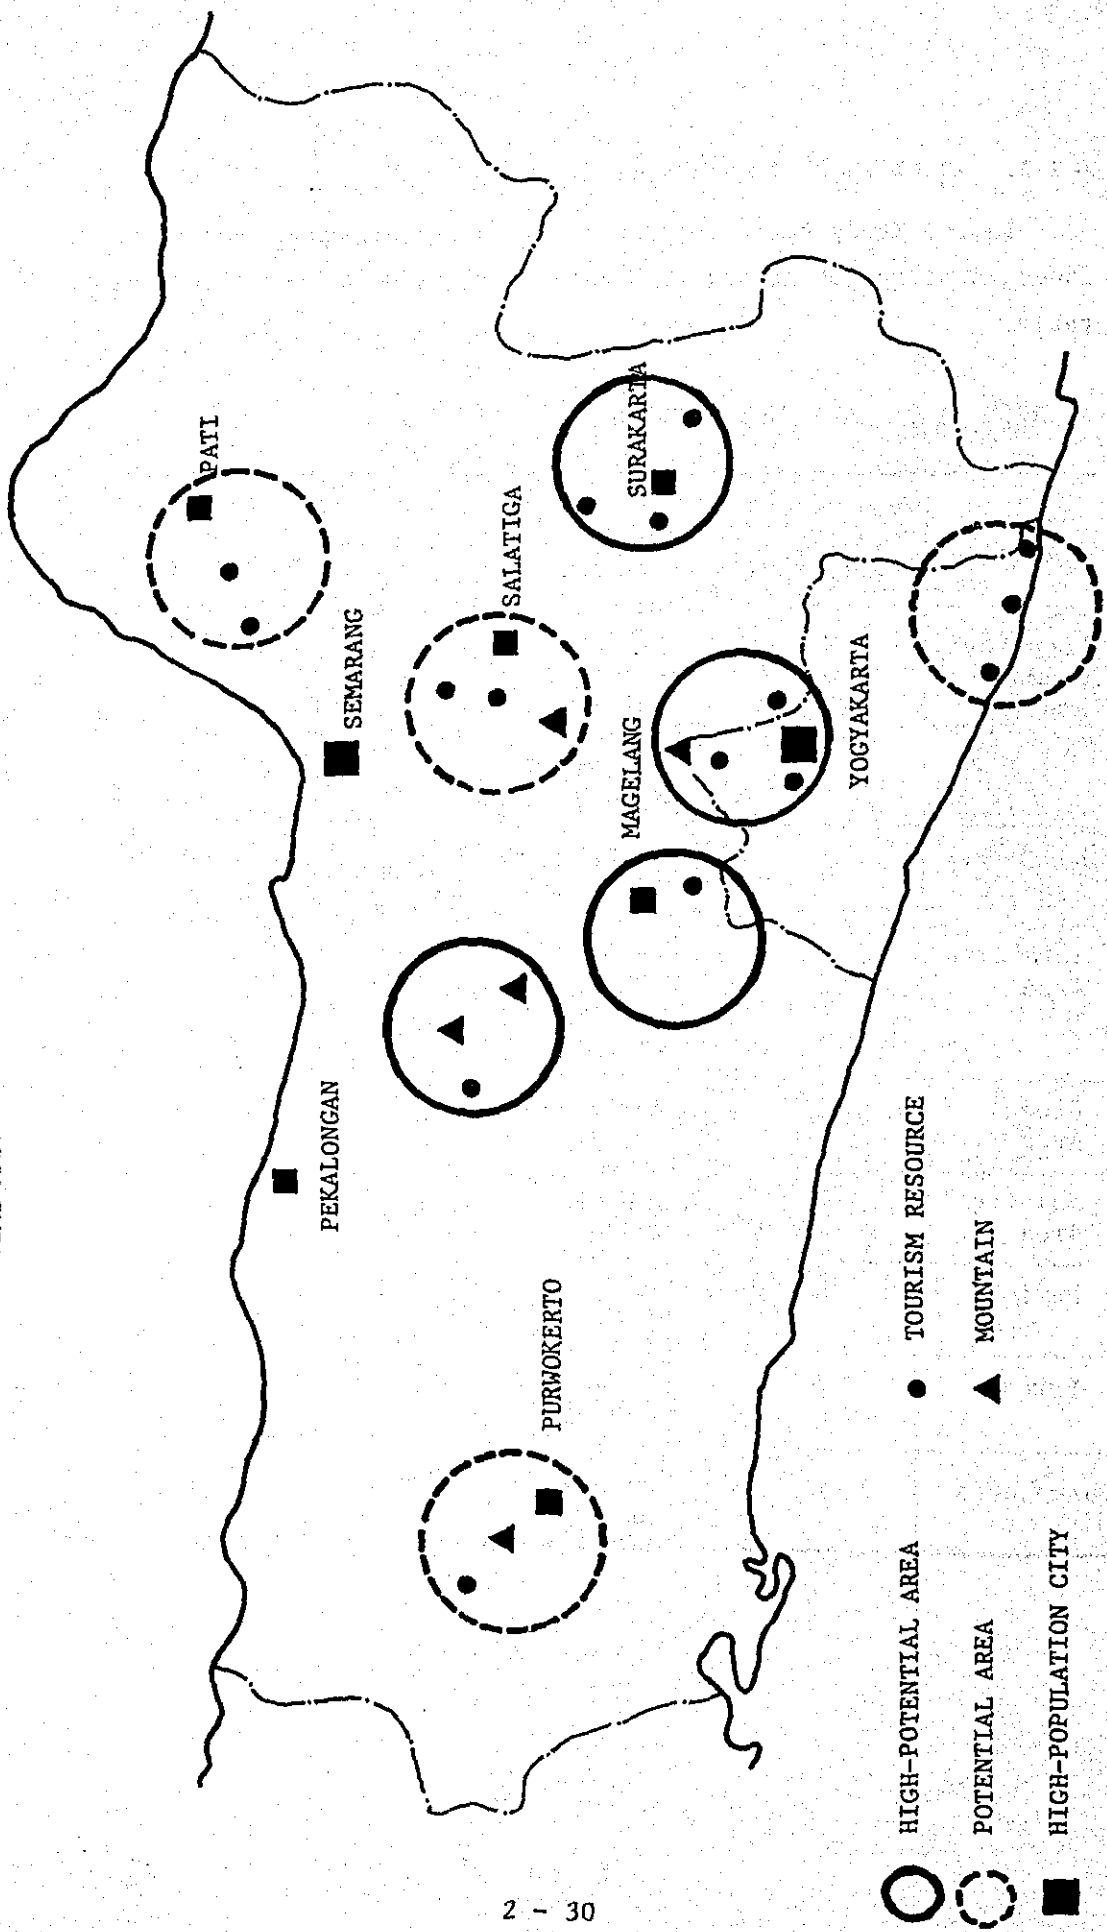 PATI
SEMARANG
SALATIGA
SURAKARTA
MAGELANG
YOGYAKARTA
PEKALONGAN
PURWOKERTO
HIGH-POTENTIAL AREA
POTENTIAL AREA
HIGH-POPULATION CITY
TOURISM RESOURCE
MOUNTAIN
2 - 30